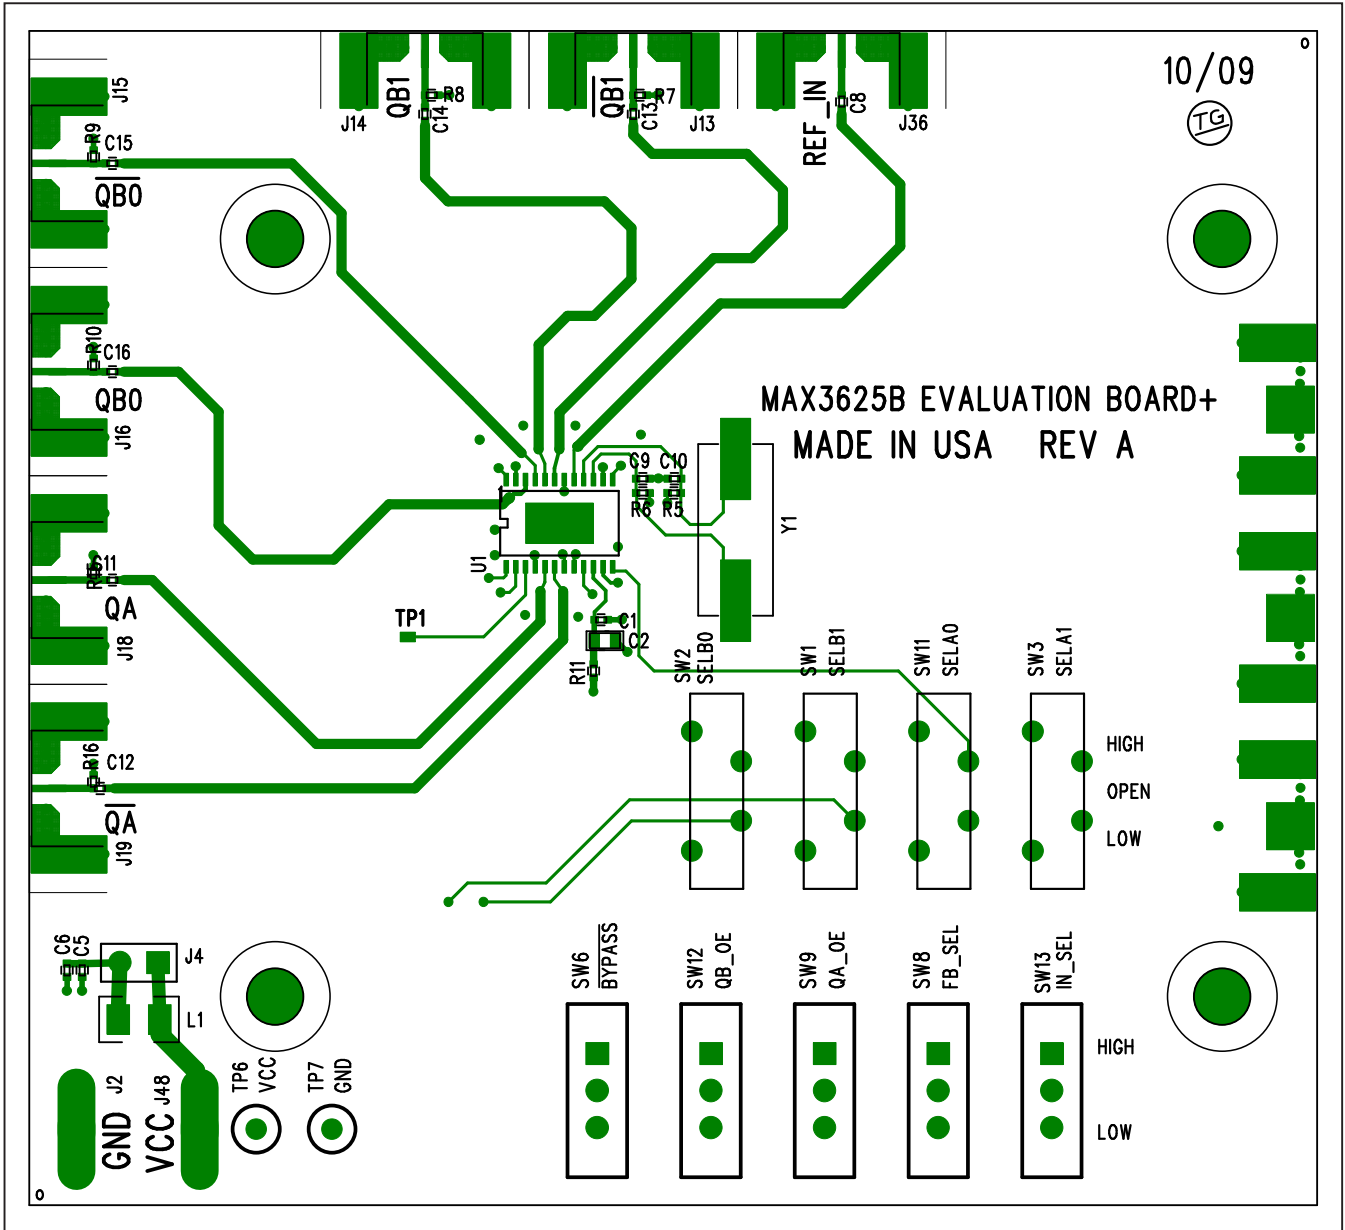 10/09
TG
J15
R9
C15
QB0
J14
QB1
R8
C14
QB1
R7
C13
J13
REF_IN
C8
J36
R10
C16
QB0
J16
MAX3625B EVALUATION BOARD+
MADE IN USA REV A
C9 C10
R6 R5
Y1
U1
C11
QA
J18
TP1
C1
C2
R11
R16
C12
QA
J19
SW2
SELB0
SW1
SELB1
SW11
SELA0
SW3
SELA1
HIGH
OPEN
LOW
C6
C5
J4
L1
SW6
BYPASS
SW12
QB_OE
SW9
QA_OE
SW8
FB_SEL
SW13
IN_SEL
HIGH
LOW
J2
GND
J48
VCC
TP6
VCC
TP7
GND